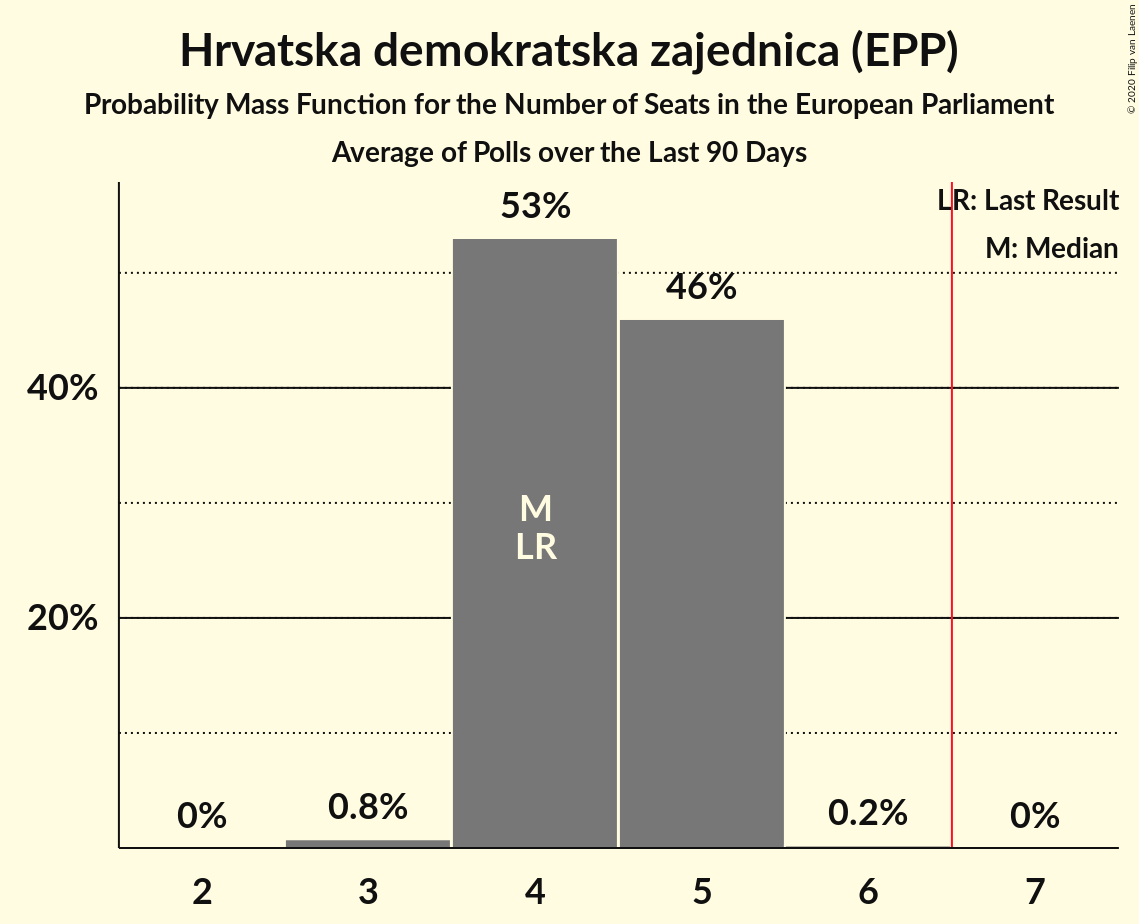 Hrvatska demokratska zajednica (EPP)
Probability Mass Function for the Number of Seats in the European Parliament
Average of Polls over the Last 90 Days
© 2020 Filip van Laenen
LR: Last Result
M: Median
53%
46%
40%
M
LR
20%
0%
0.8%
0.2%
0%
2
3
4
5
6
7